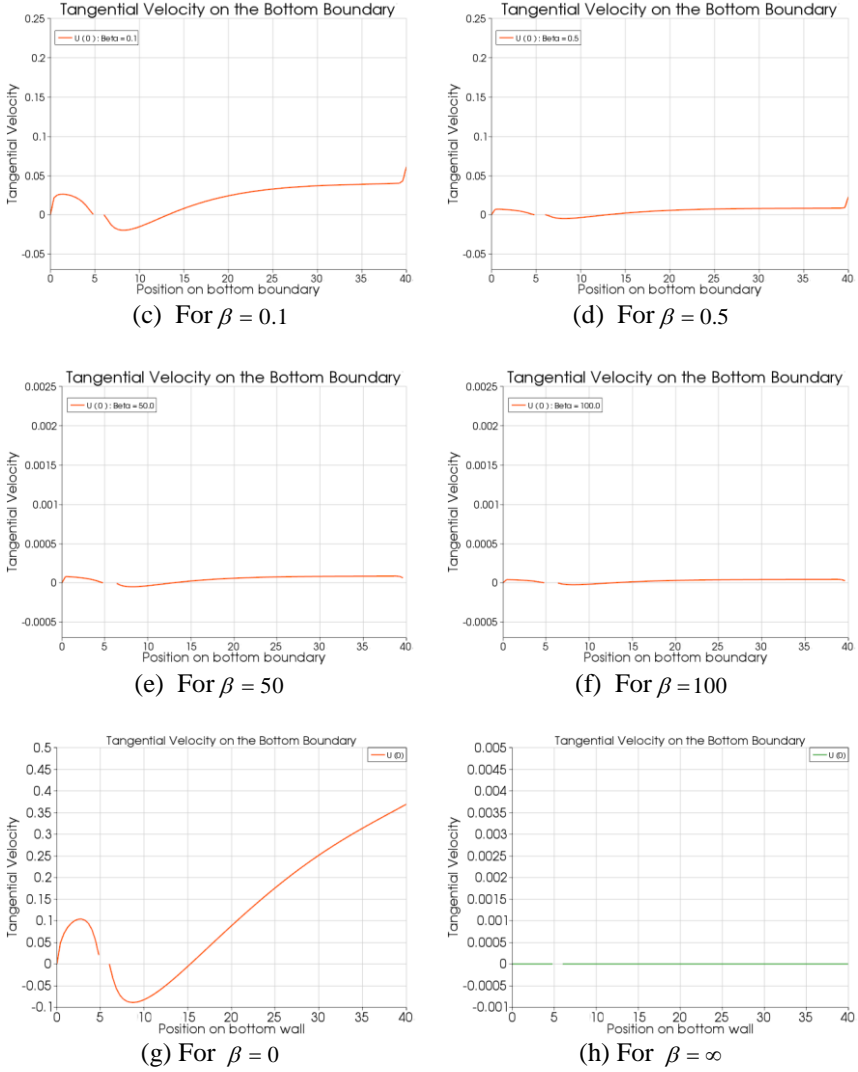 Tangential Velocity on the Bottom Boundary
U ( 0 ) : Beta = 0.1
Tangential Velocity
0.25
0.2
0.15
0.1
0.05
0
-0.05
0 5 10 15 20 25 30 35 40
Position on bottom boundary
(c) For β = 0.1
Tangential Velocity on the Bottom Boundary
U ( 0 ) : Beta = 0.5
Tangential Velocity
0.25
0.2
0.15
0.1
0.05
0
-0.05
0 5 10 15 20 25 30 35 40
Position on bottom boundary
(d) For β = 0.5
Tangential Velocity on the Bottom Boundary
U ( 0 ) : Beta = 50.0
Tangential Velocity
0.0025
0.002
0.0015
0.001
0.0005
0
-0.0005
0 5 10 15 20 25 30 35 40
Position on bottom boundary
(e) For β = 50
Tangential Velocity on the Bottom Boundary
U ( 0 ) : Beta = 100.0
Tangential Velocity
0.0025
0.002
0.0015
0.001
0.0005
0
-0.0005
0 5 10 15 20 25 30 35 40
Position on bottom boundary
(f) For β =100
Tangential Velocity on the Bottom Boundary
U (0)
Tangential Velocity
0.5
0.45
0.4
0.35
0.3
0.25
0.2
0.15
0.1
0.05
0
-0.05
-0.1
0 5 10 15 20 25 30 35 40
Position on bottom wall
(g) For β = 0
Tangential Velocity on the Bottom Boundary
U (0)
Tangential Velocity
0.005
0.0045
0.004
0.0035
0.003
0.0025
0.002
0.0015
0.001
0.0005
0
-0.0005
-0.001
0 5 10 15 20 25 30 35 40
Position on bottom wall
(h) For β = ∞